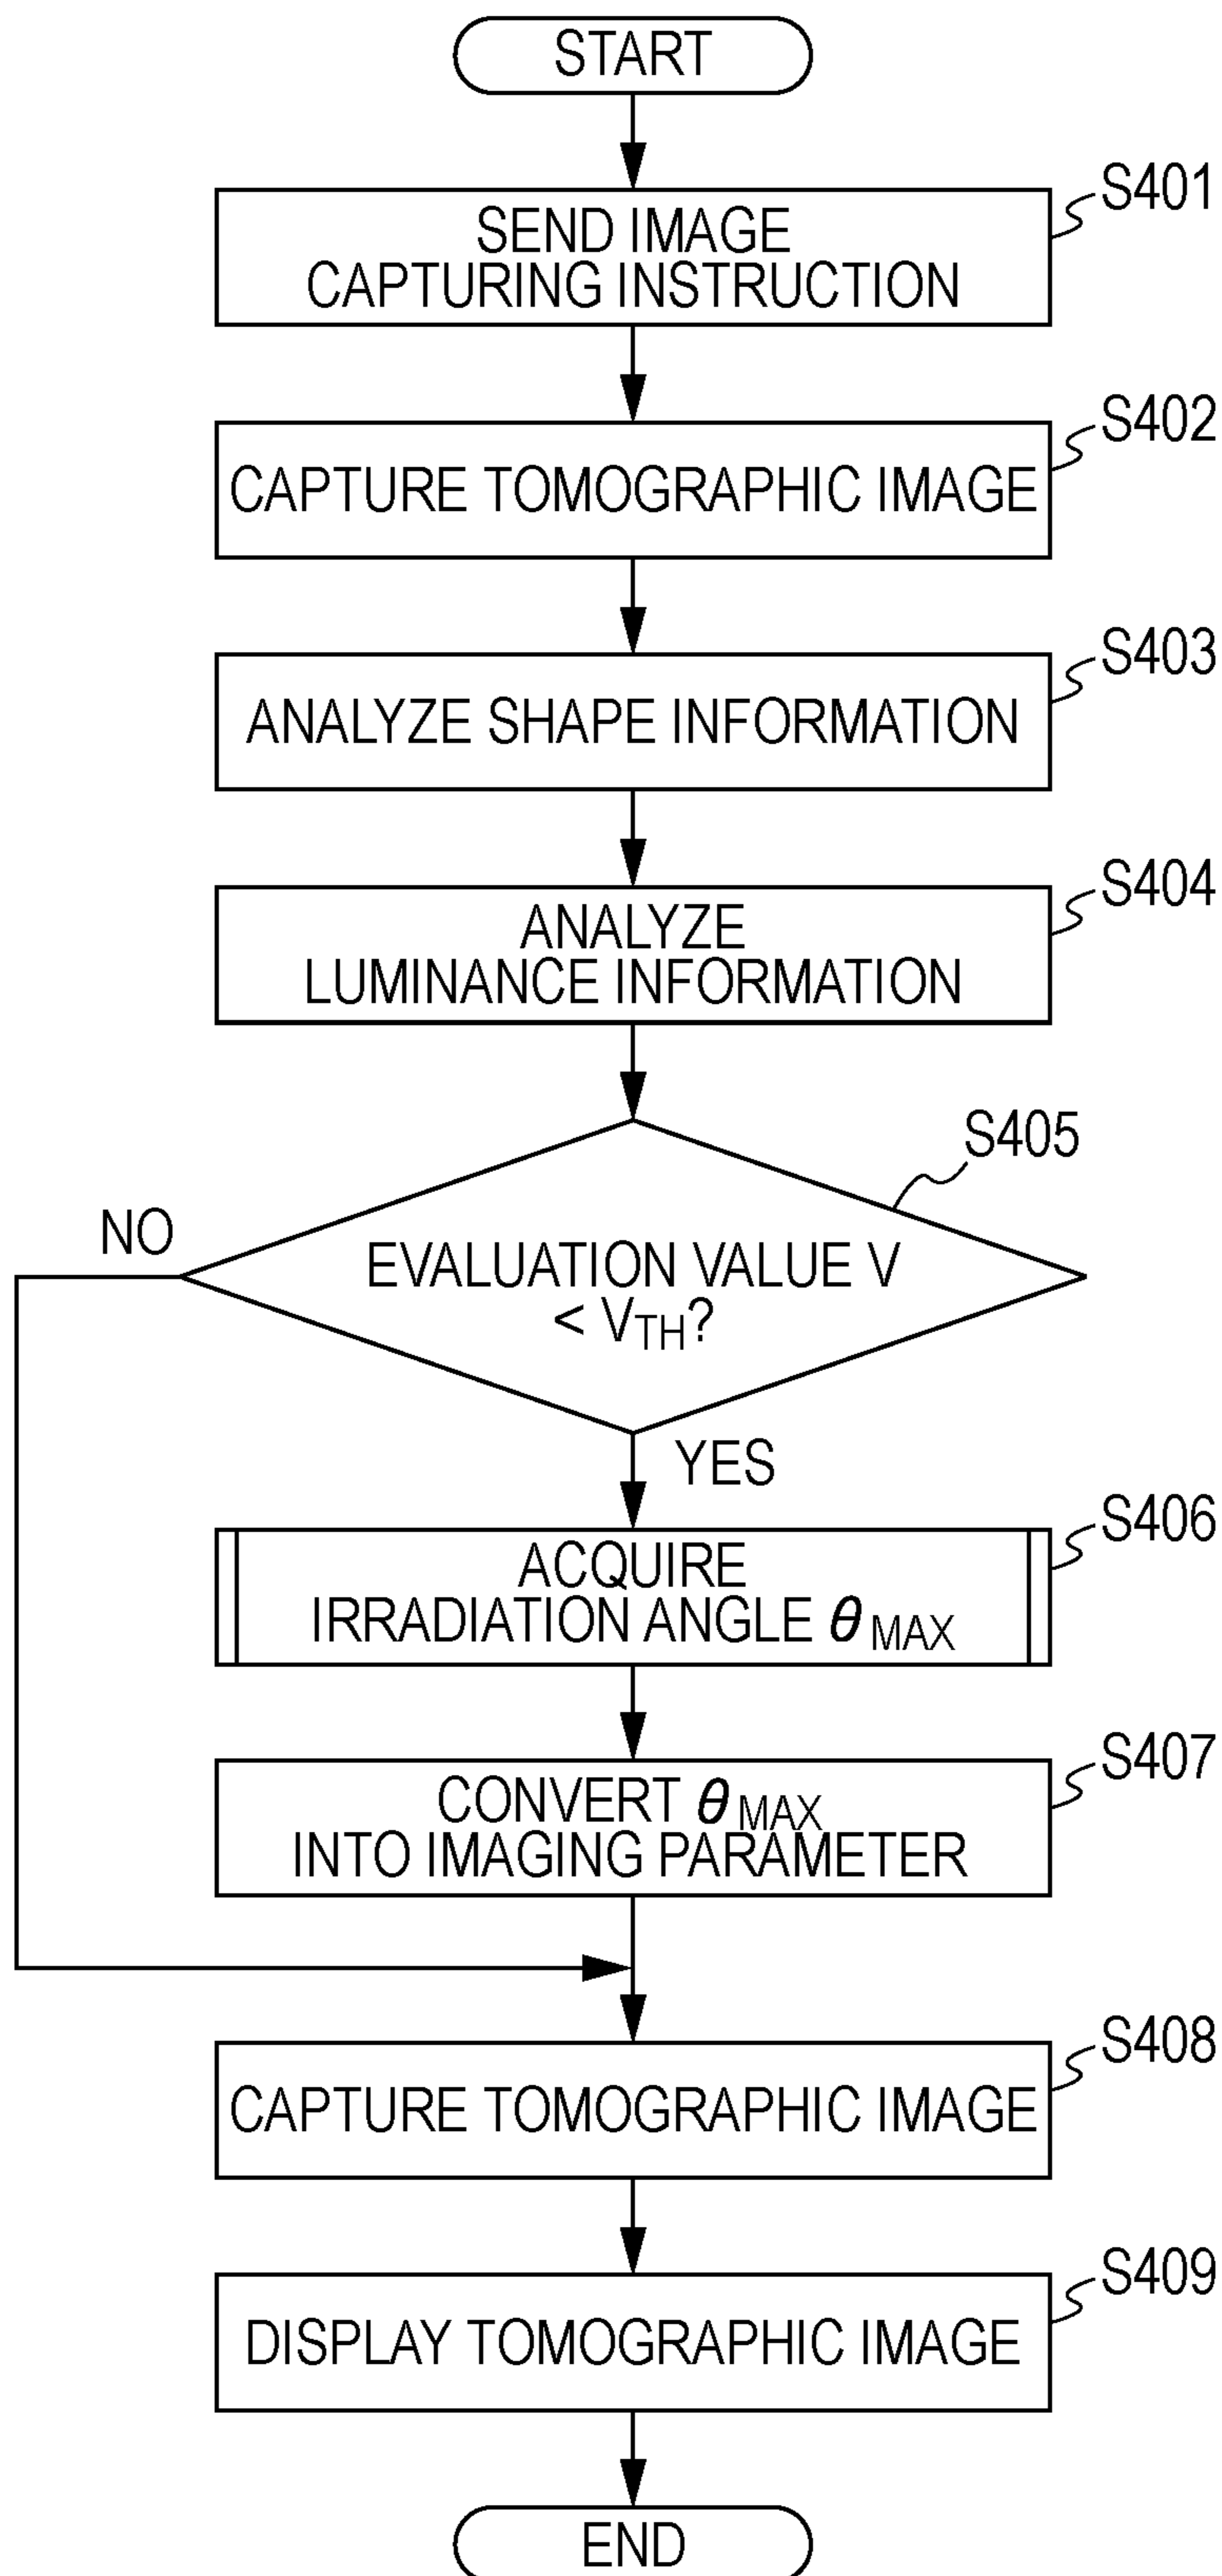 START
S401
SEND IMAGE
CAPTURING INSTRUCTION
S402
CAPTURE TOMOGRAPHIC IMAGE
S403
ANALYZE SHAPE INFORMATION
S404
ANALYZE
LUMINANCE INFORMATION
S405
NO
EVALUATION VALUE V
< VTH?
YES
S406
ACQUIRE
IRRADIATION ANGLE θ MAX
S407
CONVERT θ MAX
INTO IMAGING PARAMETER
S408
CAPTURE TOMOGRAPHIC IMAGE
S409
DISPLAY TOMOGRAPHIC IMAGE
END